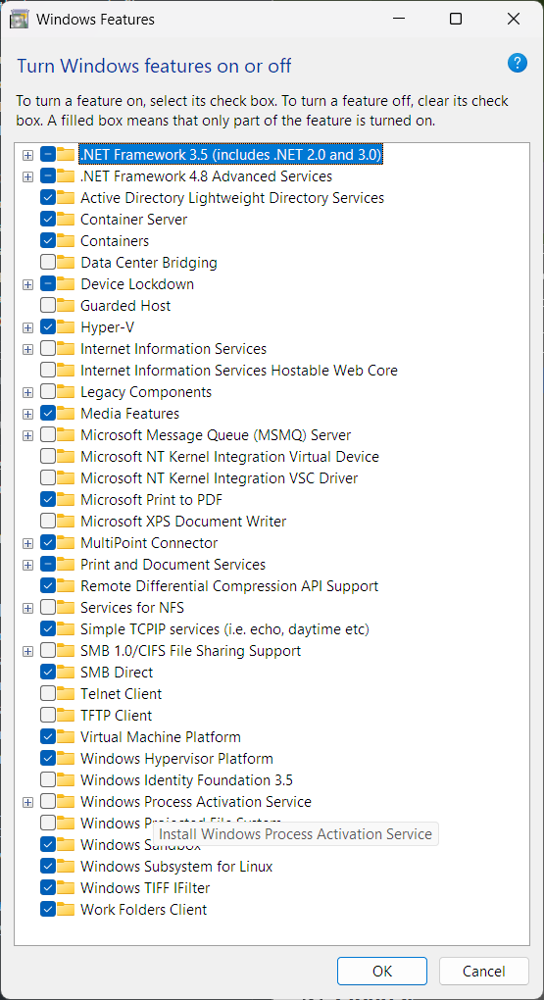 Windows Features
Turn Windows features on or off
?
To turn a feature on, select its check box. To turn a feature off, clear its check
box. A filled box means that only part of the feature is turned on.
.NET Framework 3.5 (includes .NET 2.0 and 3.0)
.NET Framework 4.8 Advanced Services
Active Directory Lightweight Directory Services
Container Server
Containers
Data Center Bridging
Device Lockdown
Guarded Host
Hyper-V
Internet Information Services
Internet Information Services Hostable Web Core
Legacy Components
Media Features
Microsoft Message Queue (MSMQ) Server
Microsoft NT Kernel Integration Virtual Device
Microsoft NT Kernel Integration VSC Driver
Microsoft Print to PDF
Microsoft XPS Document Writer
MultiPoint Connector
Print and Document Services
Remote Differential Compression API Support
Services for NFS
Simple TCPIP services (i.e. echo, daytime etc)
SMB 1.0/CIFS File Sharing Support
SMB Direct
Telnet Client
TFTP Client
Virtual Machine Platform
Windows Hypervisor Platform
Windows Identity Foundation 3.5
Windows Process Activation Service
Windows Projected File System
Install Windows Process Activation Service
Windows Sandbox
Windows Subsystem for Linux
Windows TIFF IFilter
Work Folders Client
OK
Cancel